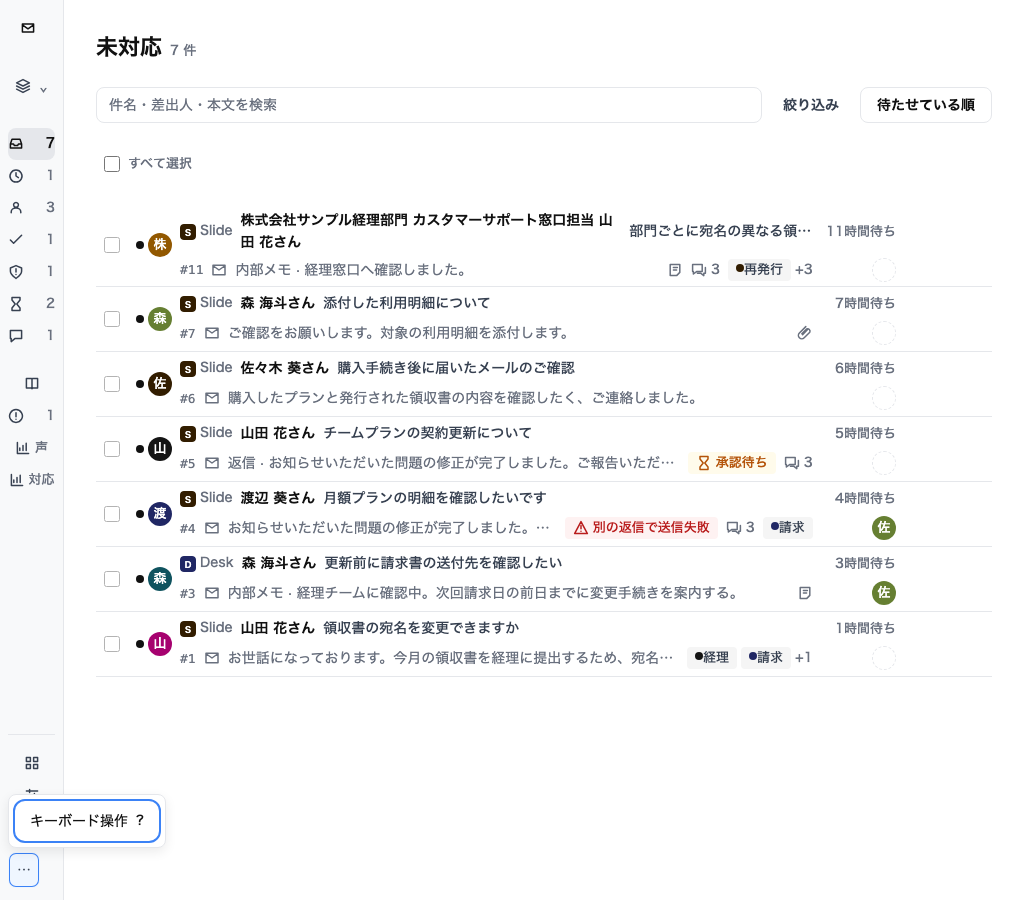 未対応 7 件
件名・差出人・本文を検索
絞り込み
待たせている順
すべて選択
7
1
3
1
1
2
1
1
声
対応
株
S Slide 株式会社サンプル経理部門 カスタマーサポート窓口担当 山
田 花さん
部門ごとに宛名の異なる領…
11時間待ち
#11 内部メモ · 経理窓口へ確認しました。 3 再発行 +3
森
S Slide 森 海斗さん 添付した利用明細について 7時間待ち
#7 ご確認をお願いします。対象の利用明細を添付します。
佐
S Slide 佐々木 葵さん 購入手続き後に届いたメールのご確認 6時間待ち
#6 購入したプランと発行された領収書の内容を確認したく、ご連絡しました。
山
S Slide 山田 花さん チームプランの契約更新について 5時間待ち
#5 返信 · お知らせいただいた問題の修正が完了しました。ご報告いただ… 承認待ち 3
渡
S Slide 渡辺 葵さん 月額プランの明細を確認したいです 4時間待ち
#4 お知らせいただいた問題の修正が完了しました。… 別の返信で送信失敗 3 請求 佐
森
D Desk 森 海斗さん 更新前に請求書の送付先を確認したい 3時間待ち
#3 内部メモ · 経理チームに確認中。次回請求日の前日までに変更手続きを案内する。 佐
山
S Slide 山田 花さん 領収書の宛名を変更できますか 1時間待ち
#1 お世話になっております。今月の領収書を経理に提出するため、宛名… 経理 請求 +1
キーボード操作 ?
…